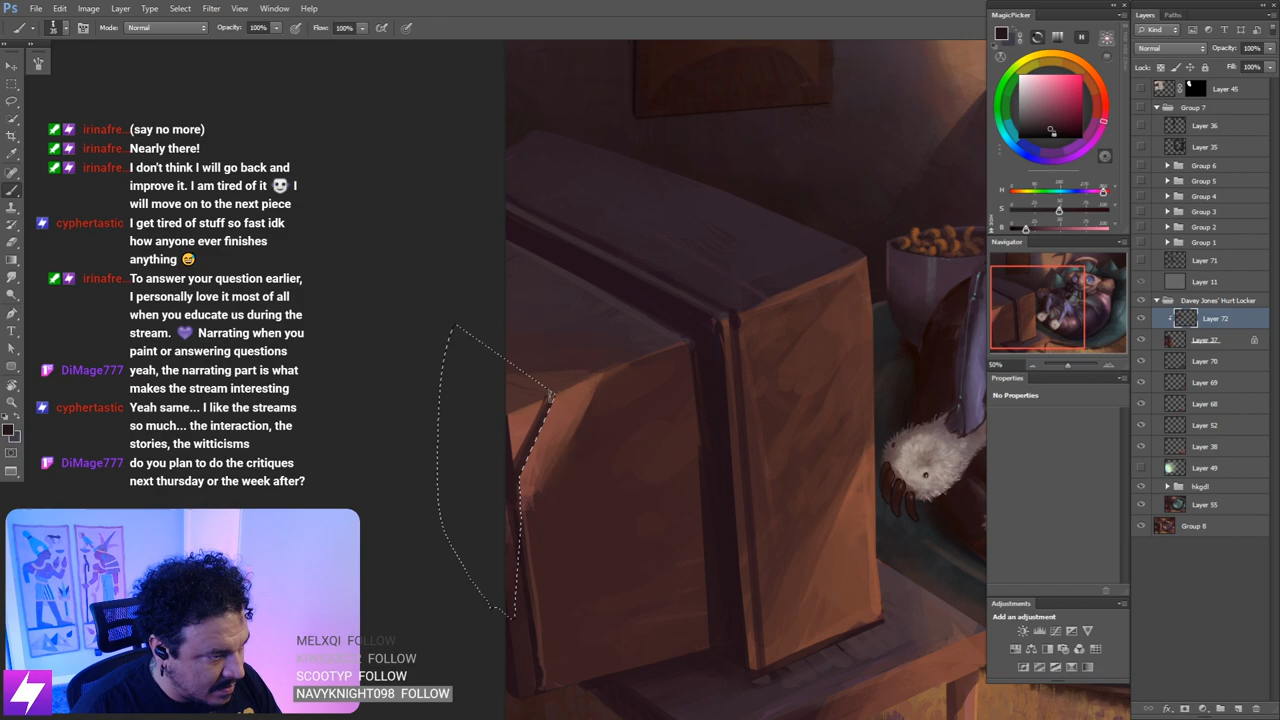 Ps File Edit Image Layer Type Select Filter View Window Help
35 Mode: Normal Opacity: 100% Flow: 100%
irinafre... (say no more)
irinafre... Nearly there!
irinafre... I don't think I will go back and
improve it. I am tired of it 💀 I
will move on to the next piece
cyphertastic I get tired of stuff so fast idk
how anyone ever finishes
anything 😅
irinafre... To answer your question earlier,
I personally love it most of all
when you educate us during the
stream. 💜 Narrating when you
paint or answering questions
DiMage777 yeah, the narrating part is what
makes the stream interesting
cyphertastic Yeah same... I like the streams
so much... the interaction, the
stories, the witticisms
DiMage777 do you plan to do the critiques
next thursday or the week after?
MELXQI FOLLOW
FOLLOW
SCOOTYP FOLLOW
NAVYKNIGHT098 FOLLOW
MagicPicker
H
H
S
B
Navigator
50%
Properties
No Properties
Adjustments
Add an adjustment
Layers Paths
Kind
Normal Opacity: 100%
Lock: Fill: 100%
Layer 45
Group 7
Layer 36
Layer 35
Group 6
Group 5
Group 4
Group 3
Group 2
Group 1
Layer 71
Layer 11
Davey Jones' Hurt Locker
Layer 72
Layer 37
Layer 70
Layer 69
Layer 68
Layer 52
Layer 38
Layer 49
hkgdl
Layer 55
Group 8
fx